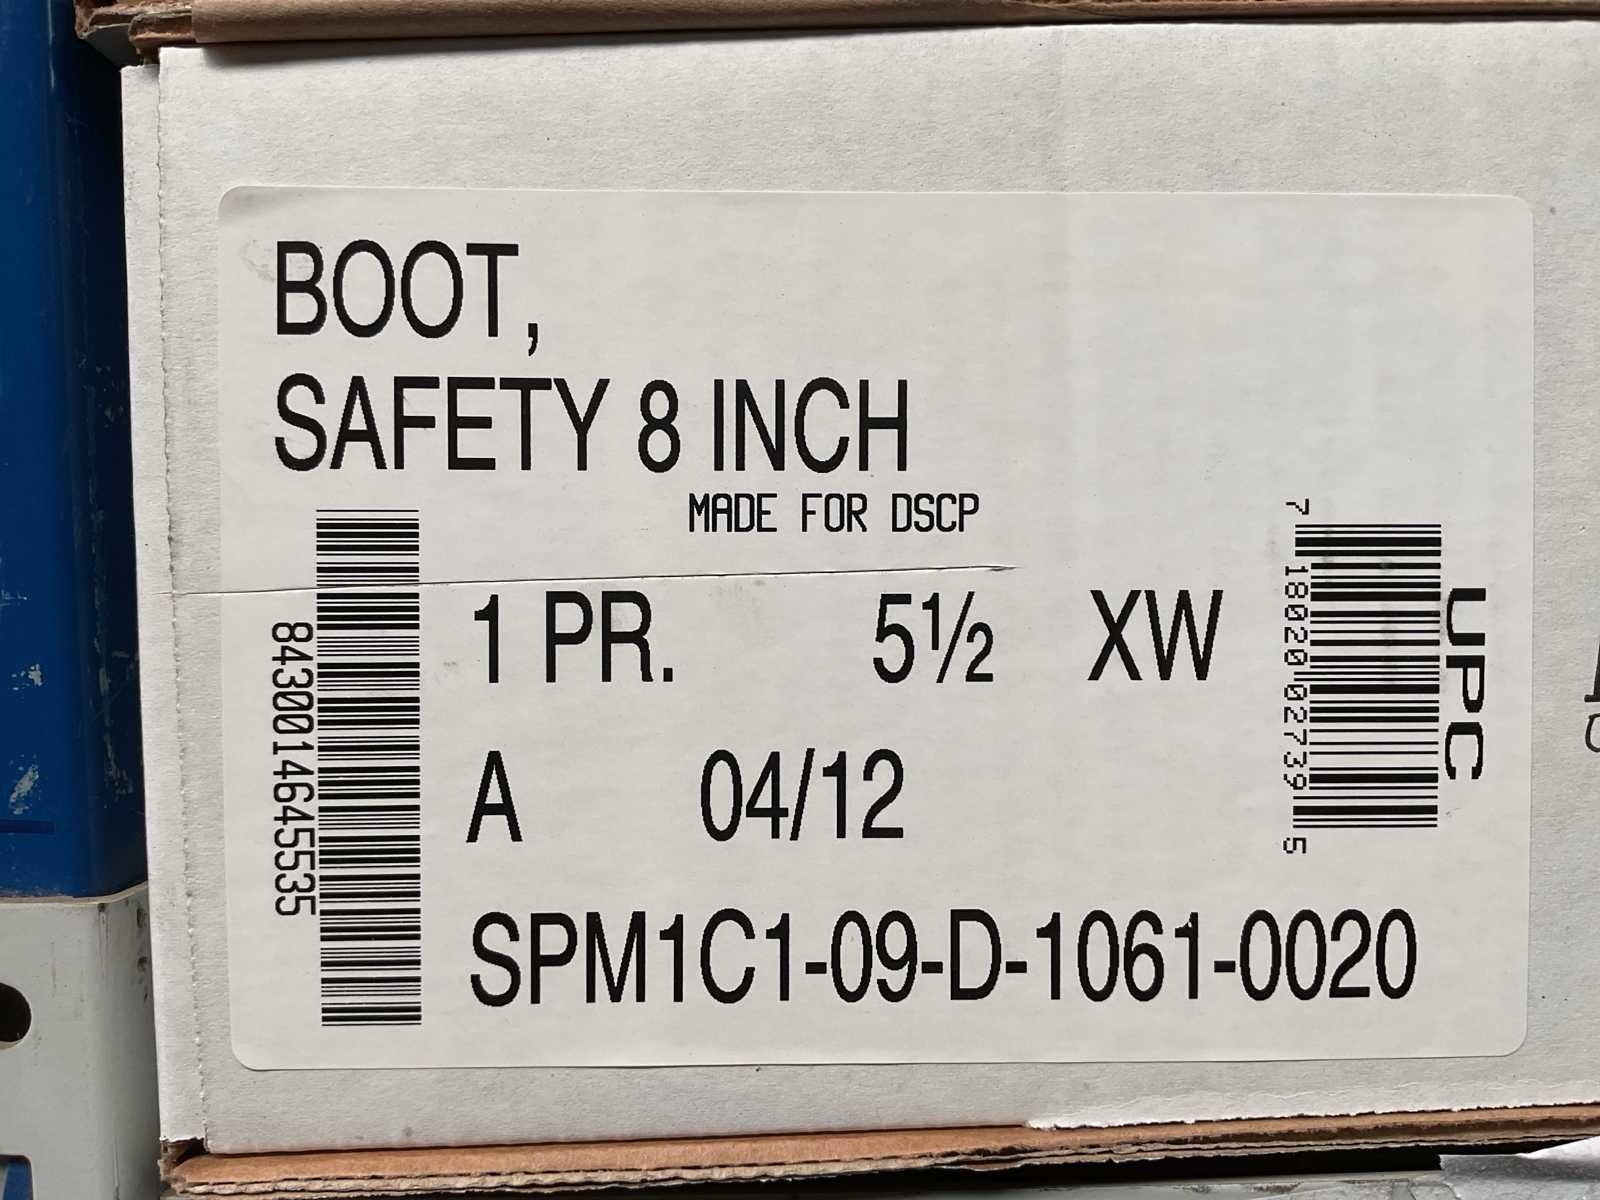 BOOT,
SAFETY 8 INCH
MADE FOR DSCP
1 PR. 5½ XW
A 04/12
SPM1C1-09-D-1061-0020
8430014645535
7 18020 02739 5
UPC